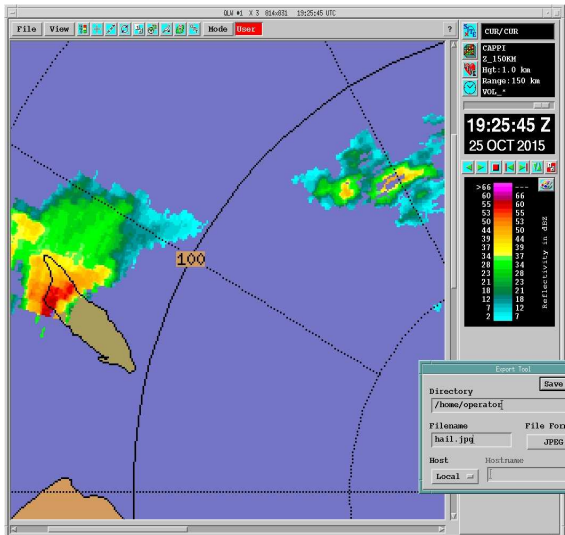 QLW #1 X 3 814x831 19:25:45 UTC
File View Mode User ?
CUR/CUR
CAPPI
Z_150KM
Hgt:1.0 km
Range:150 km
VOL_*
19:25:45 Z
25 OCT 2015
>66 ---
60 66
55 60
53 55
50 53
44 50
39 44
37 39
34 37
28 34
23 28
21 23
18 21
12 18
7 12
2 7
Reflectivity in dBZ
100
Export Tool
Save
Directory
/home/operator
Filename File For
hail.jpg JPEG
Host Hostname
Local